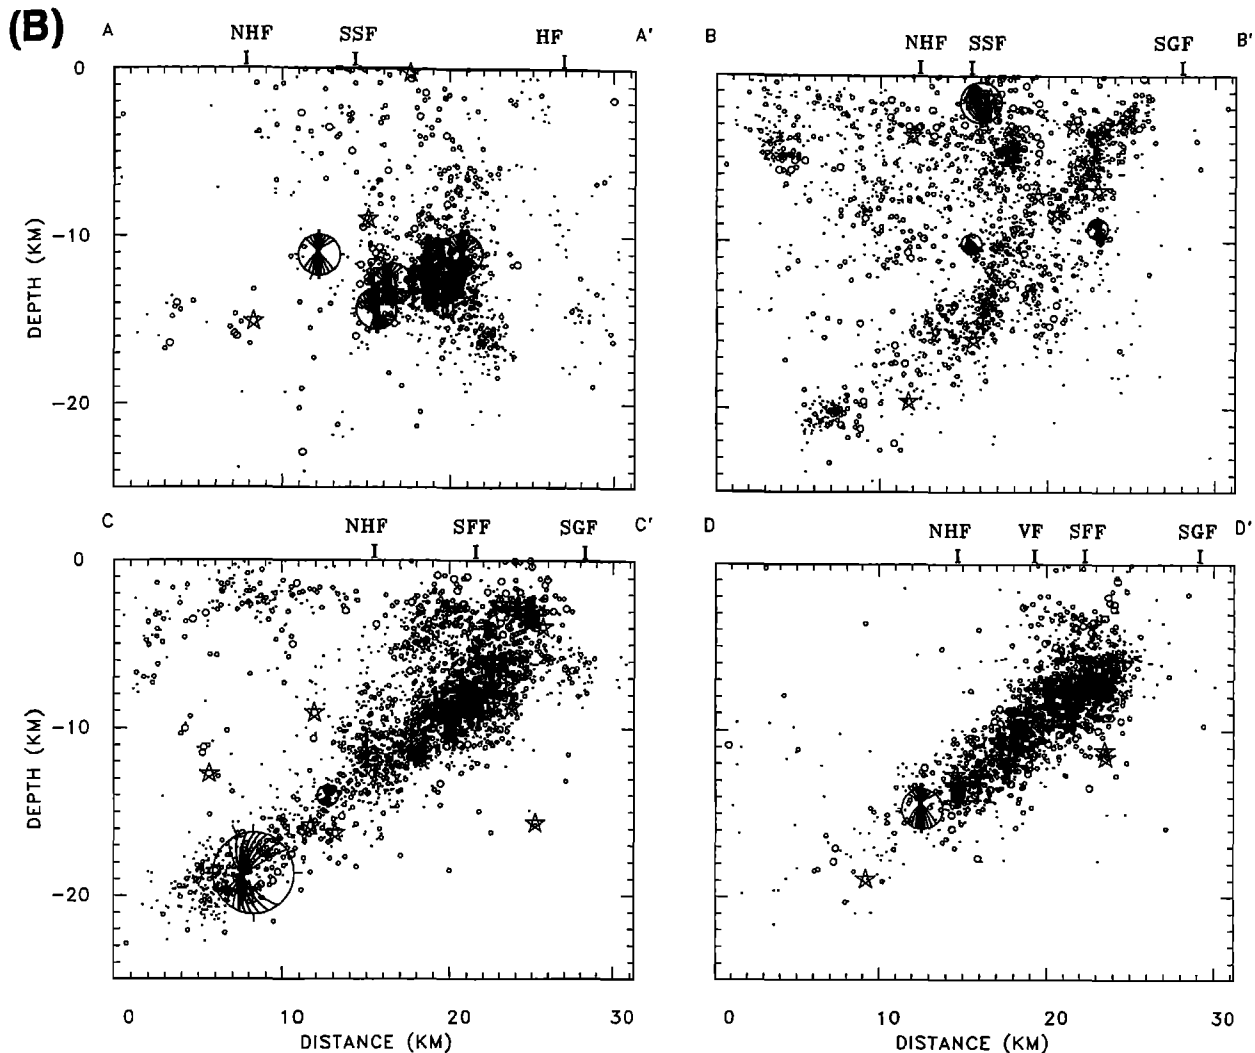 (B)
A NHF SSF HF A'
B NHF SSF SGF B'
0
-10
-20
DEPTH (KM)
C NHF SFF SGF C'
D NHF VF SFF SGF D'
0
-10
-20
DEPTH (KM)
0 10 20 30
DISTANCE (KM)
0 10 20 30
DISTANCE (KM)